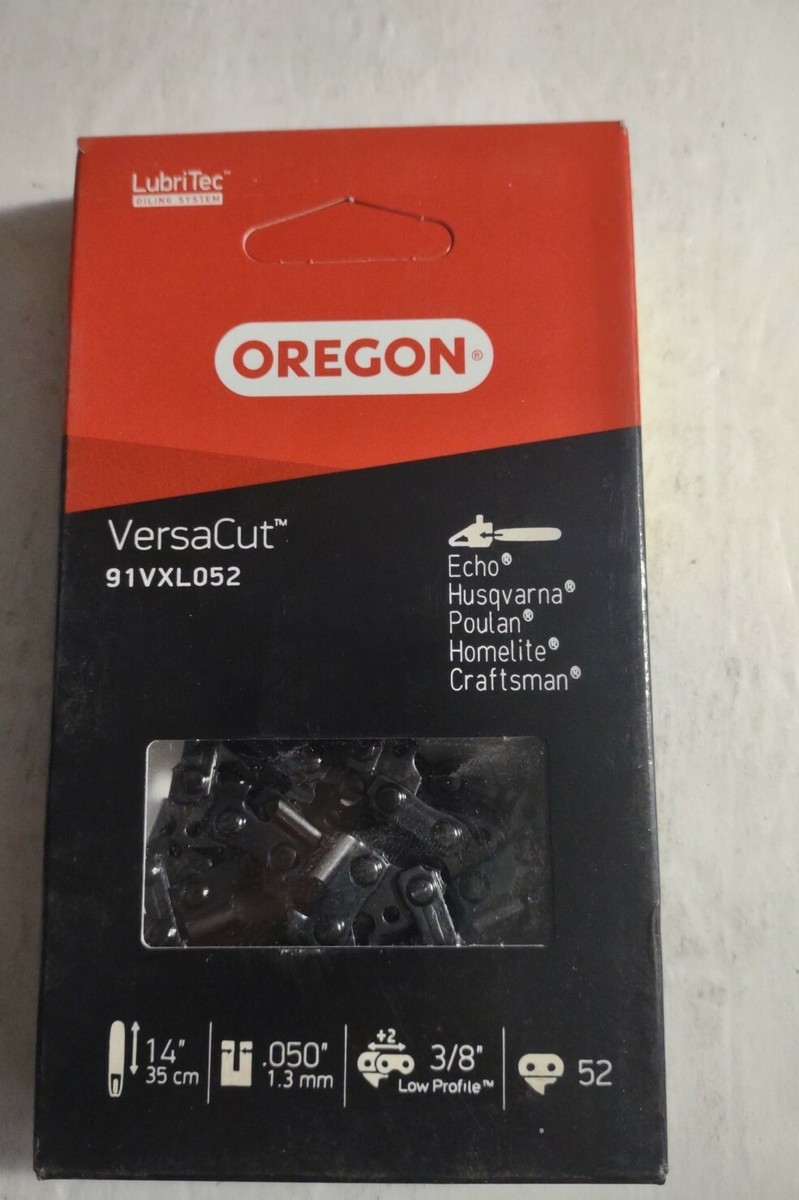 LubriTec™
OILING SYSTEM
OREGON®
VersaCut™
91VXL052
Echo®
Husqvarna®
Poulan®
Homelite®
Craftsman®
14"
35 cm
.050"
1.3 mm
+2
3/8"
Low Profile™
52